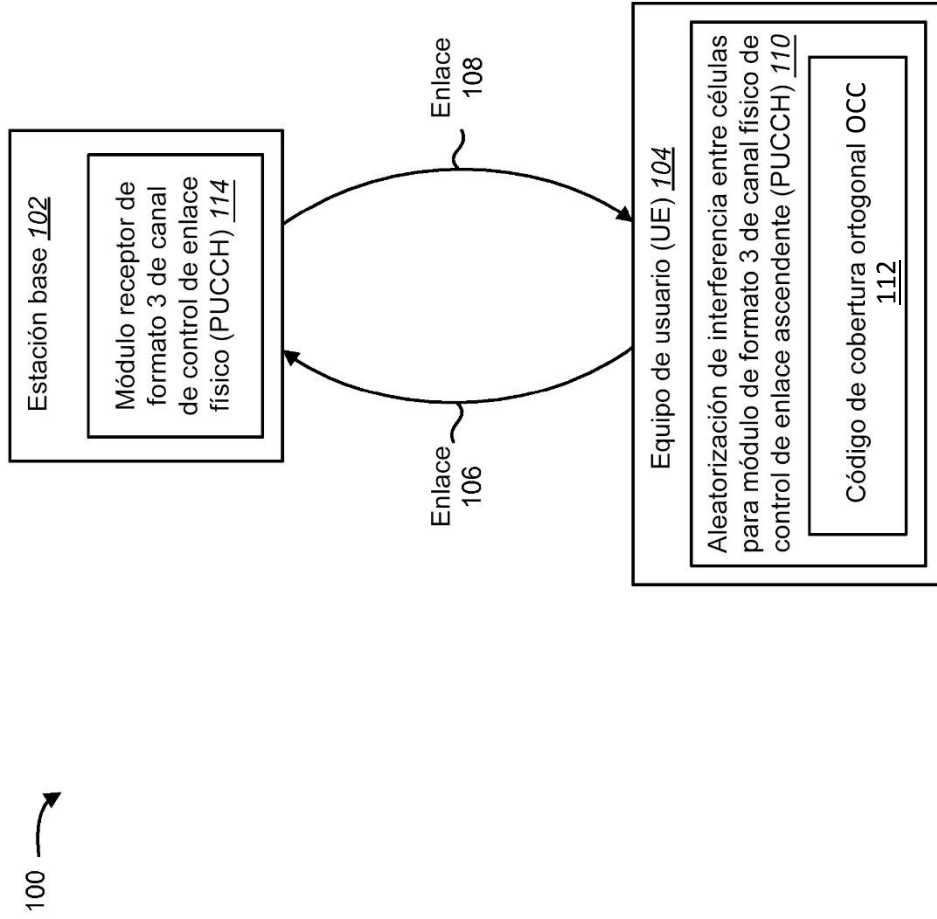 100
Estación base 102
Módulo receptor de
formato 3 de canal
de control de enlace
físico (PUCCH) 114
Enlace
106
Enlace
108
Equipo de usuario (UE) 104
Aleatorización de interferencia entre células
para módulo de formato 3 de canal físico de
control de enlace ascendente (PUCCH) 110
Código de cobertura ortogonal OCC
112